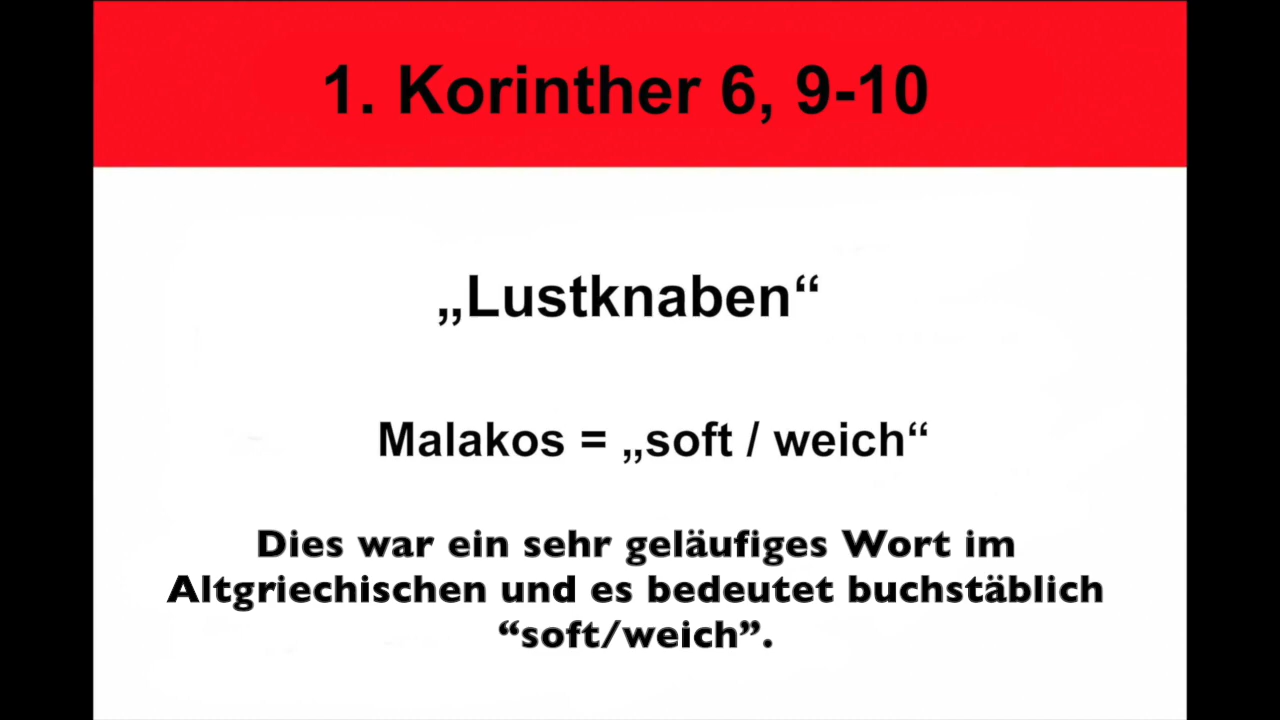 1. Korinther 6, 9-10
„Lustknaben“
Malakos = „soft / weich“
Dies war ein sehr geläufiges Wort im
Altgriechischen und es bedeutet buchstäblich
“soft/weich”.